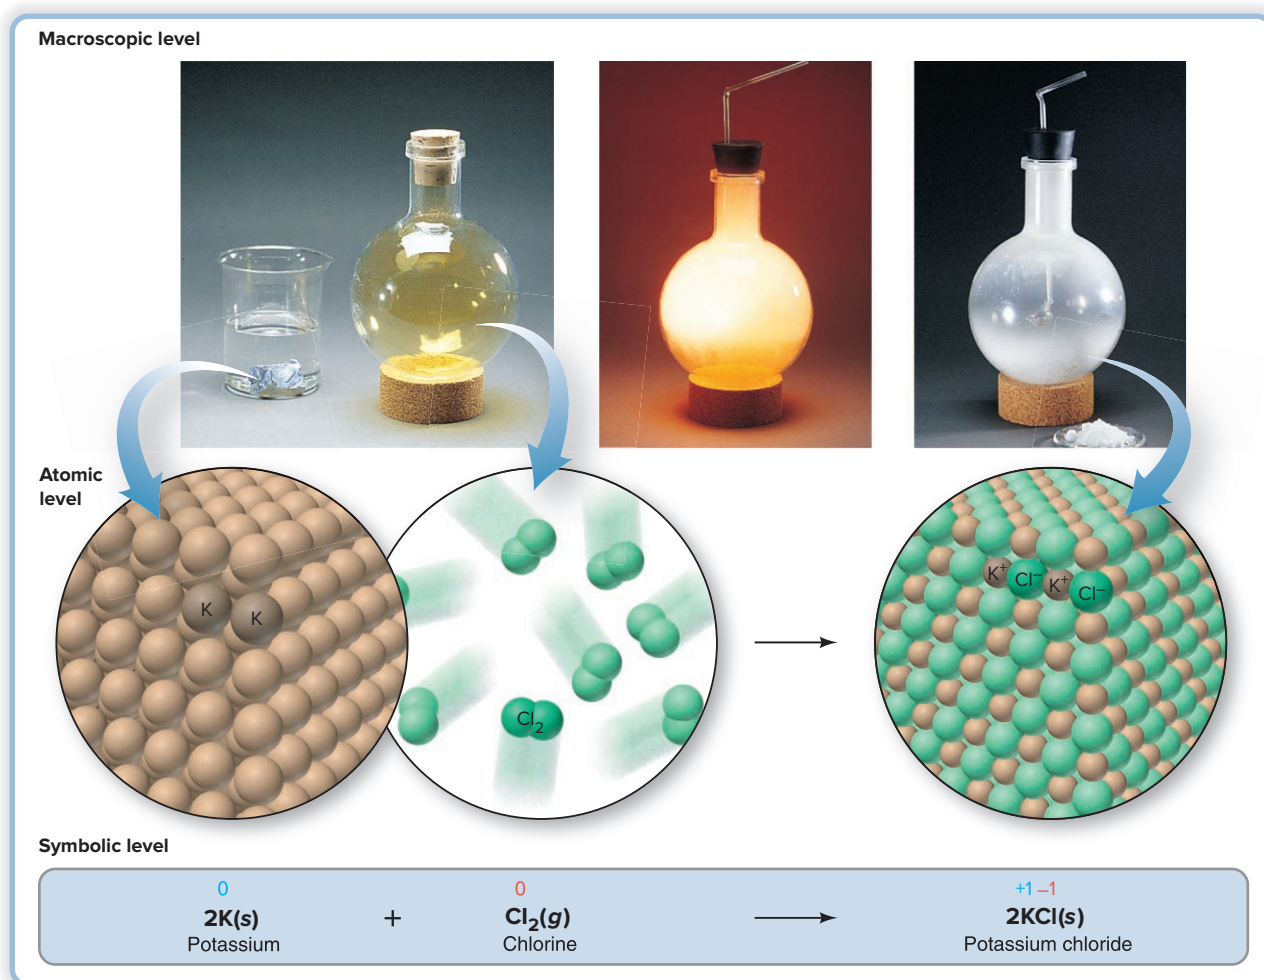 Macroscopic level
Atomic
level
K
K
Cl₂
K⁺
Cl⁻
K⁺
Cl⁻
Symbolic level
0
0
+1 –1
2K(s) + Cl₂(g) → 2KCl(s)
Potassium
Chlorine
Potassium chloride